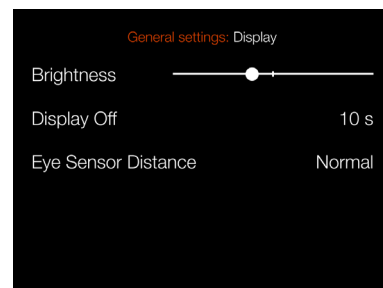 General settings: Display
Brightness
Display Off 10 s
Eye Sensor Distance Normal